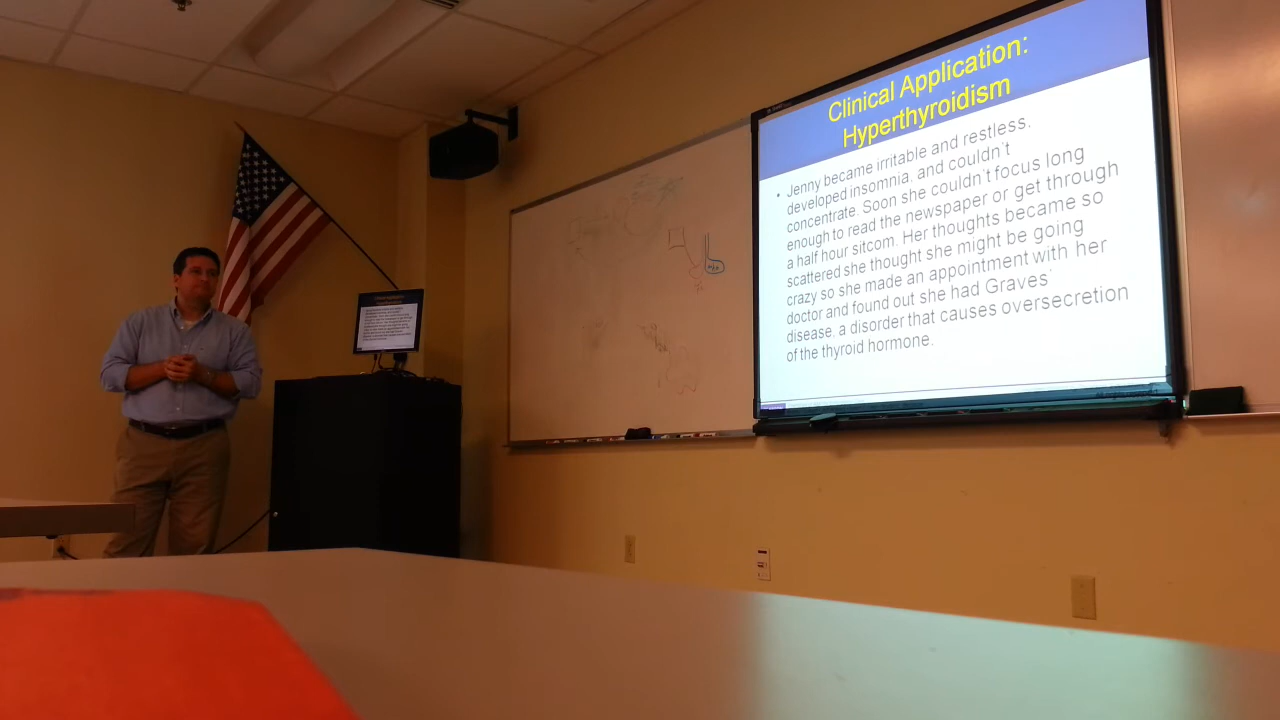 Clinical Application:
Hyperthyroidism
• Jenny became irritable and restless,
developed insomnia, and couldn't
concentrate. Soon she couldn't focus long
enough to read the newspaper or get through
a half hour sitcom. Her thoughts became so
scattered she thought she might be going
crazy so she made an appointment with her
doctor and found out she had Graves'
disease, a disorder that causes oversecretion
of the thyroid hormone.